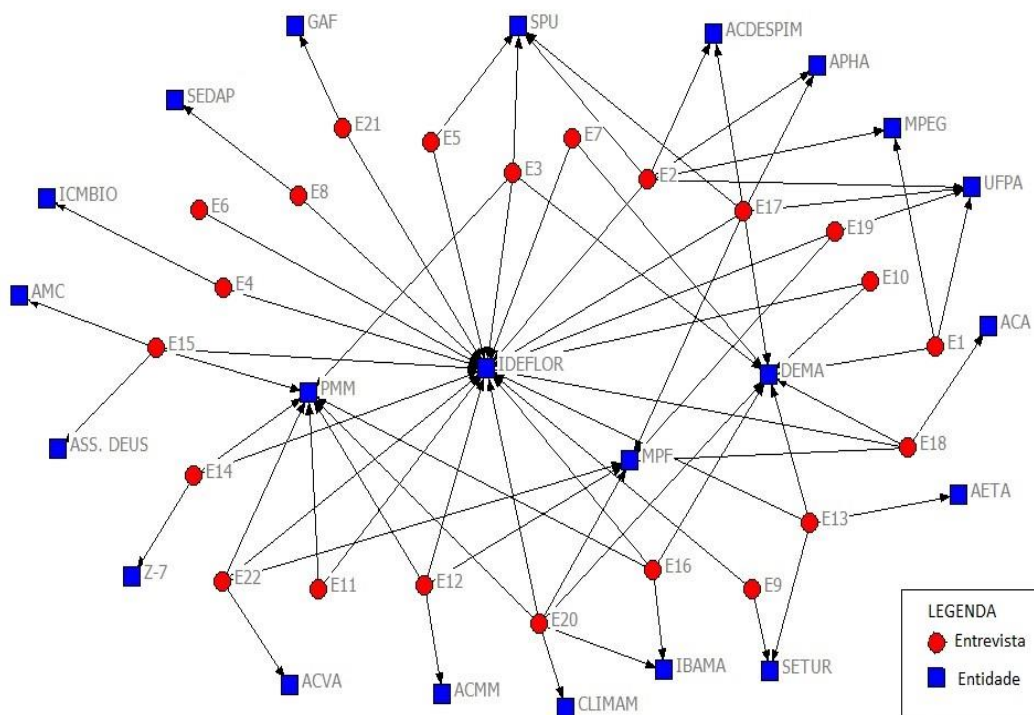 GAF
SPU
ACDESPIM
APHA
SEDAP
E21
E5
E7
MPEG
E3
E2
UFPA
ICMBIO
E8
E6
E17
E19
E4
E10
AMC
ACA
E15
E1
IDEFLOR
DEMA
PMM
ASS. DEUS
E18
MPF
E14
AETA
E13
Z-7
E22
E11
E12
E16
E9
E20
IBAMA
SETUR
ACVA
ACMM
CLIMAM
LEGENDA
Entrevista
Entidade